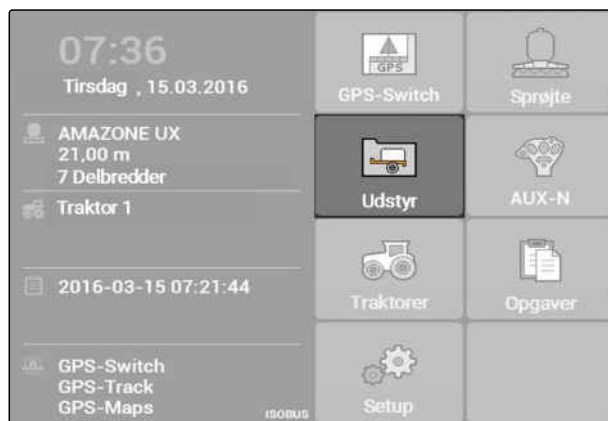 07:36
Tirsdag , 15.03.2016
AMAZONE UX
21,00 m
7 Delbredder
Traktor 1
2016-03-15 07:21:44
GPS-Switch
GPS-Track
GPS-Maps
ISOBUS
GPS
GPS-Switch
Sprøjte
Udstyr
AUX-N
Traktorer
Opgaver
Setup